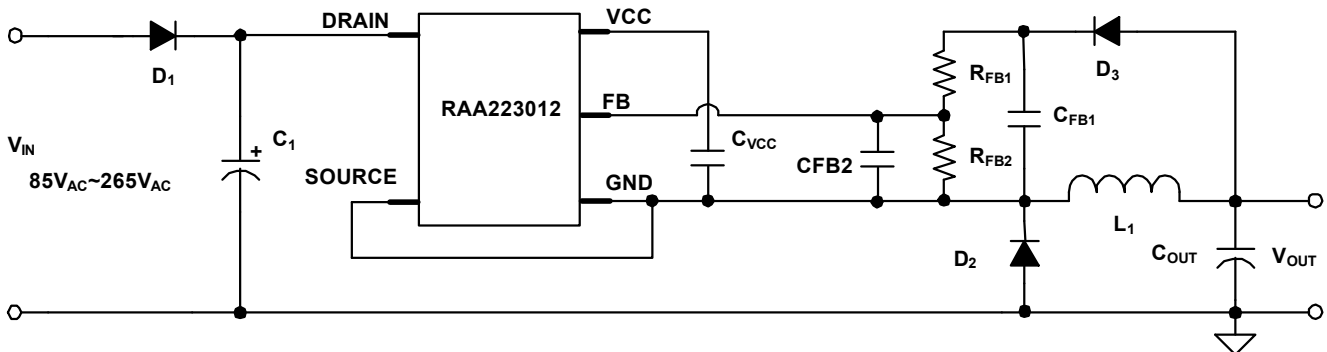 DRAIN
VCC
D1
RFB1
D3
RAA223012
FB
CFB1
C1
+
CVCC
CFB2
RFB2
VIN
85VAC~265VAC
SOURCE
GND
L1
D2
COUT
VOUT